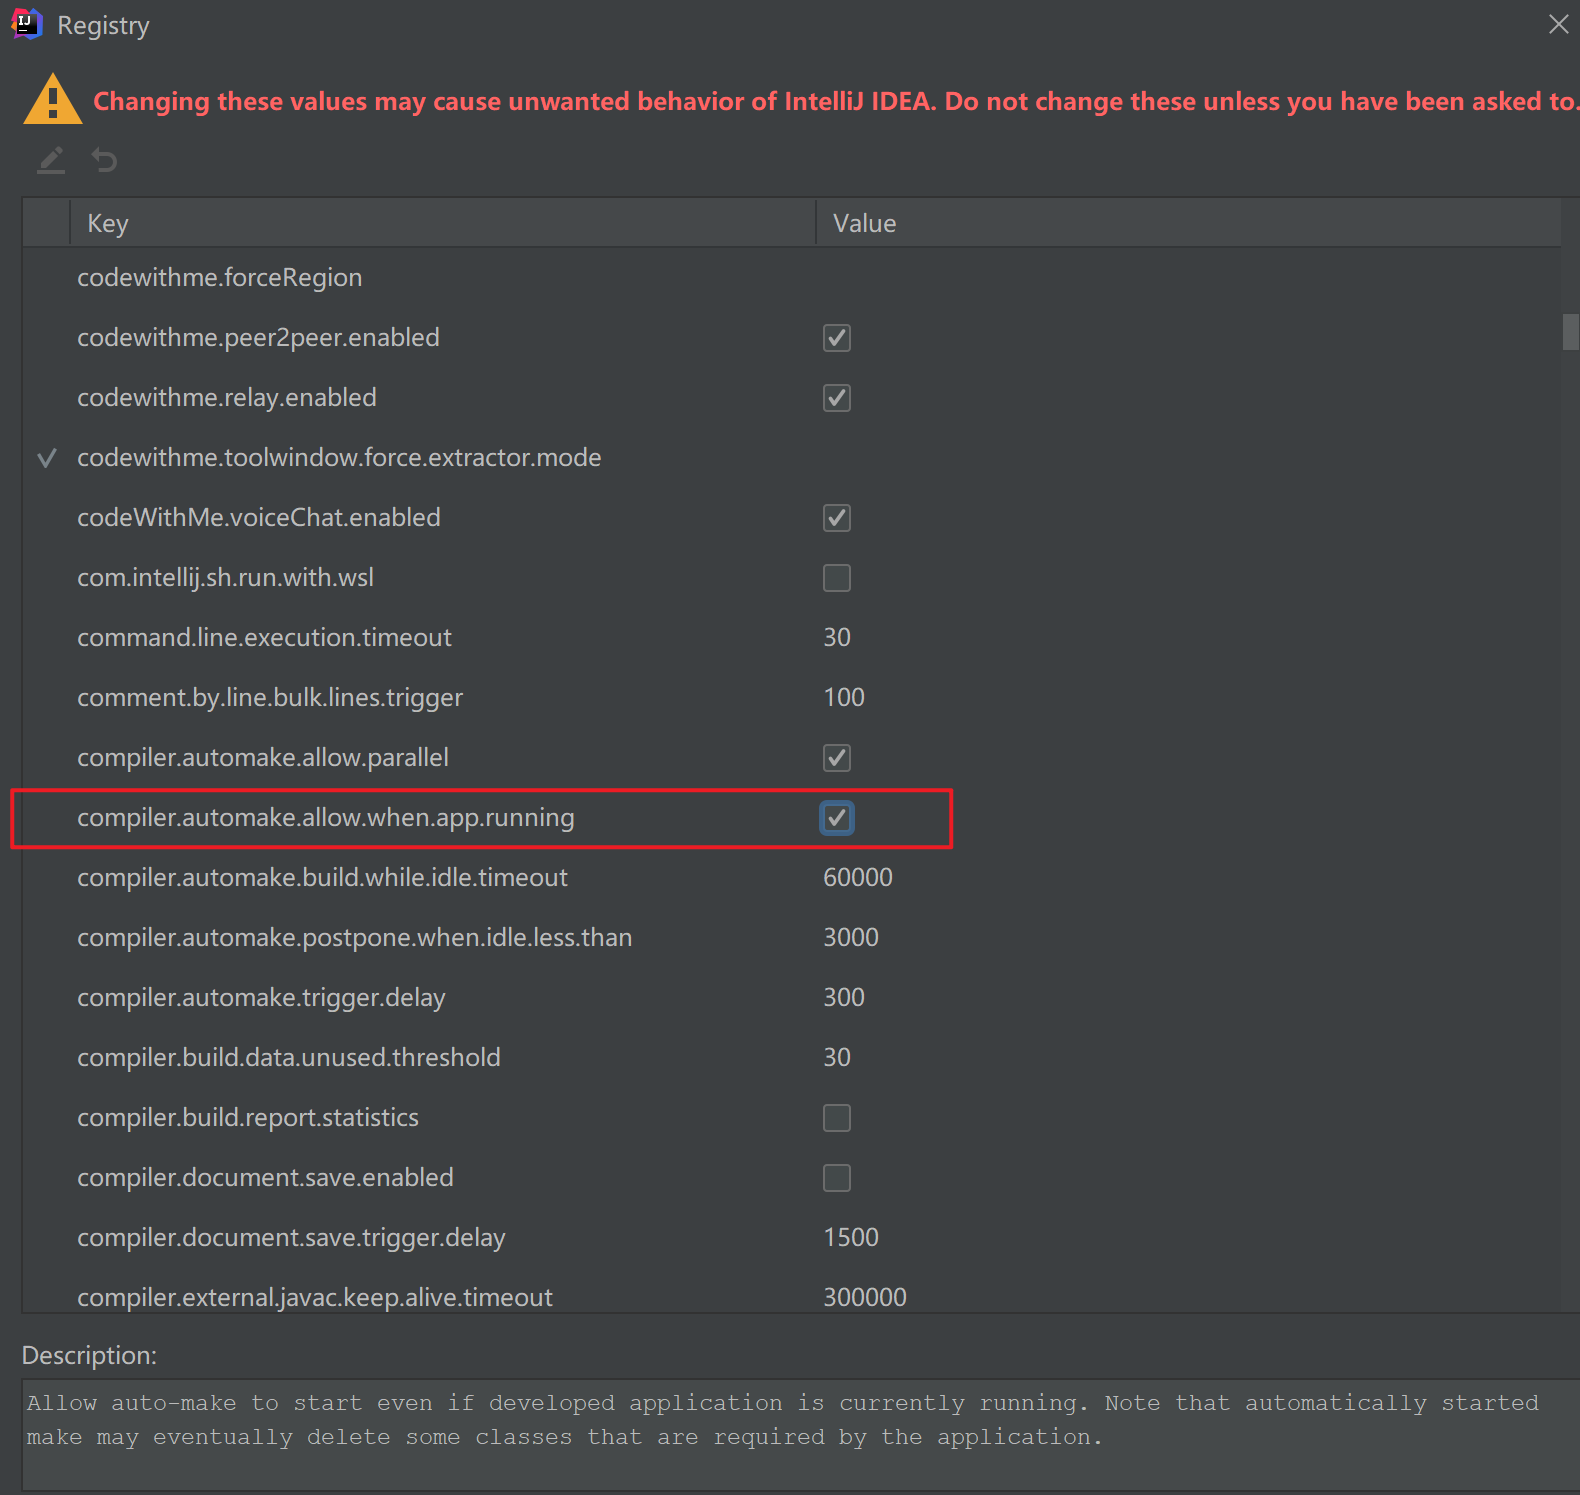 IJ
Registry
Changing these values may cause unwanted behavior of IntelliJ IDEA. Do not change these unless you have been asked to.
Key Value
codewithme.forceRegion
codewithme.peer2peer.enabled
codewithme.relay.enabled
codewithme.toolwindow.force.extractor.mode
codeWithMe.voiceChat.enabled
com.intellij.sh.run.with.wsl
command.line.execution.timeout 30
comment.by.line.bulk.lines.trigger 100
compiler.automake.allow.parallel
compiler.automake.allow.when.app.running
compiler.automake.build.while.idle.timeout 60000
compiler.automake.postpone.when.idle.less.than 3000
compiler.automake.trigger.delay 300
compiler.build.data.unused.threshold 30
compiler.build.report.statistics
compiler.document.save.enabled
compiler.document.save.trigger.delay 1500
compiler.external.javac.keep.alive.timeout 300000
Description:
Allow auto-make to start even if developed application is currently running. Note that automatically started
make may eventually delete some classes that are required by the application.